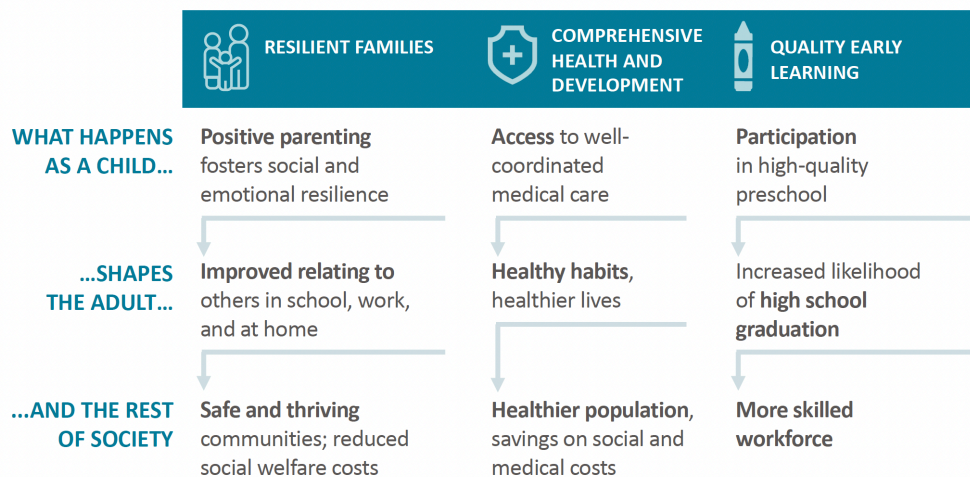 RESILIENT FAMILIES
COMPREHENSIVE
HEALTH AND
DEVELOPMENT
QUALITY EARLY
LEARNING
WHAT HAPPENS
AS A CHILD...
Positive parenting
fosters social and
emotional resilience
Access to well-
coordinated
medical care
Participation
in high-quality
preschool
...SHAPES
THE ADULT...
Improved relating to
others in school, work,
and at home
Healthy habits,
healthier lives
Increased likelihood
of high school
graduation
...AND THE REST
OF SOCIETY
Safe and thriving
communities; reduced
social welfare costs
Healthier population,
savings on social and
medical costs
More skilled
workforce